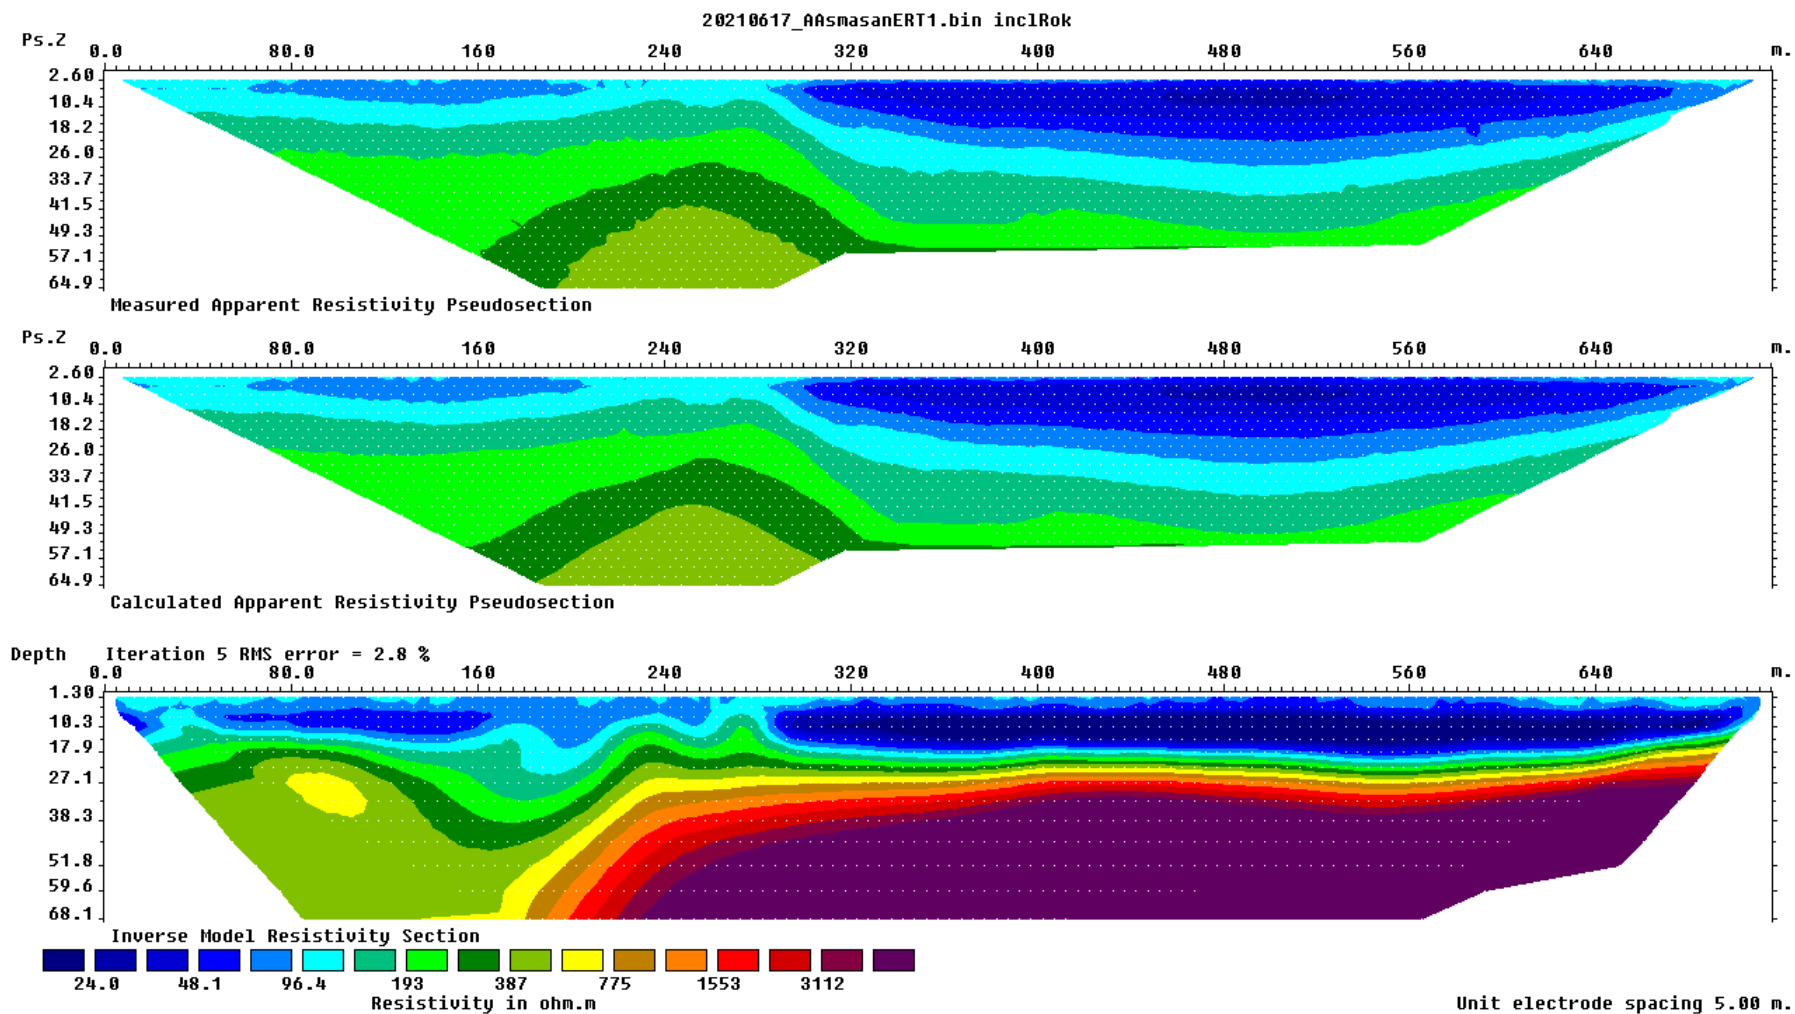 20210617_AAsmasanERT1.bin inclRok
Ps.Z 0.0 80.0 160 240 320 400 480 560 640 m.
2.60
10.4
18.2
26.0
33.7
41.5
49.3
57.1
64.9
Measured Apparent Resistivity Pseudosection
Ps.Z
0.0 80.0 160 240 320 400 480 560 640 m.
2.60
10.4
18.2
26.0
33.7
41.5
49.3
57.1
64.9
Calculated Apparent Resistivity Pseudosection
Depth Iteration 5 RMS error = 2.8 %
0.0 80.0 160 240 320 400 480 560 640 m.
1.30
10.3
17.9
27.1
38.3
51.8
59.6
68.1
Inverse Model Resistivity Section
24.0 48.1 96.4 193 387 775 1553 3112
Resistivity in ohm.m
Unit electrode spacing 5.00 m.